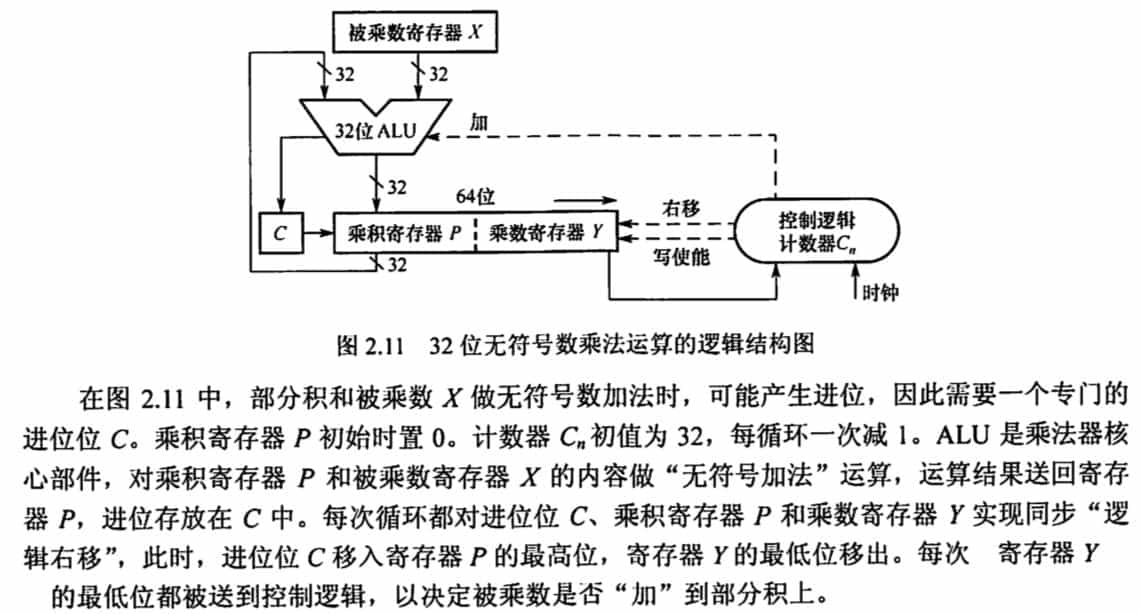 被乘数寄存器 X
32
32
32位 ALU
加
32
64位
C
乘积寄存器 P
乘数寄存器 Y
右移
写使能
控制逻辑
计数器Cn
32
时钟
图 2.11 32 位无符号数乘法运算的逻辑结构图
在图 2.11 中，部分积和被乘数 X 做无符号数加法时，可能产生进位，因此需要一个专门的
进位位 C。乘积寄存器 P 初始时置 0。计数器 Cn初值为 32，每循环一次减 1。ALU 是乘法器核
心部件，对乘积寄存器 P 和被乘数寄存器 X 的内容做“无符号加法”运算，运算结果送回寄存
器 P，进位存放在 C 中。每次循环都对进位位 C、乘积寄存器 P 和乘数寄存器 Y 实现同步“逻
辑右移”，此时，进位位 C 移入寄存器 P 的最高位，寄存器 Y 的最低位移出。每次 寄存器 Y
的最低位都被送到控制逻辑，以决定被乘数是否“加”到部分积上。